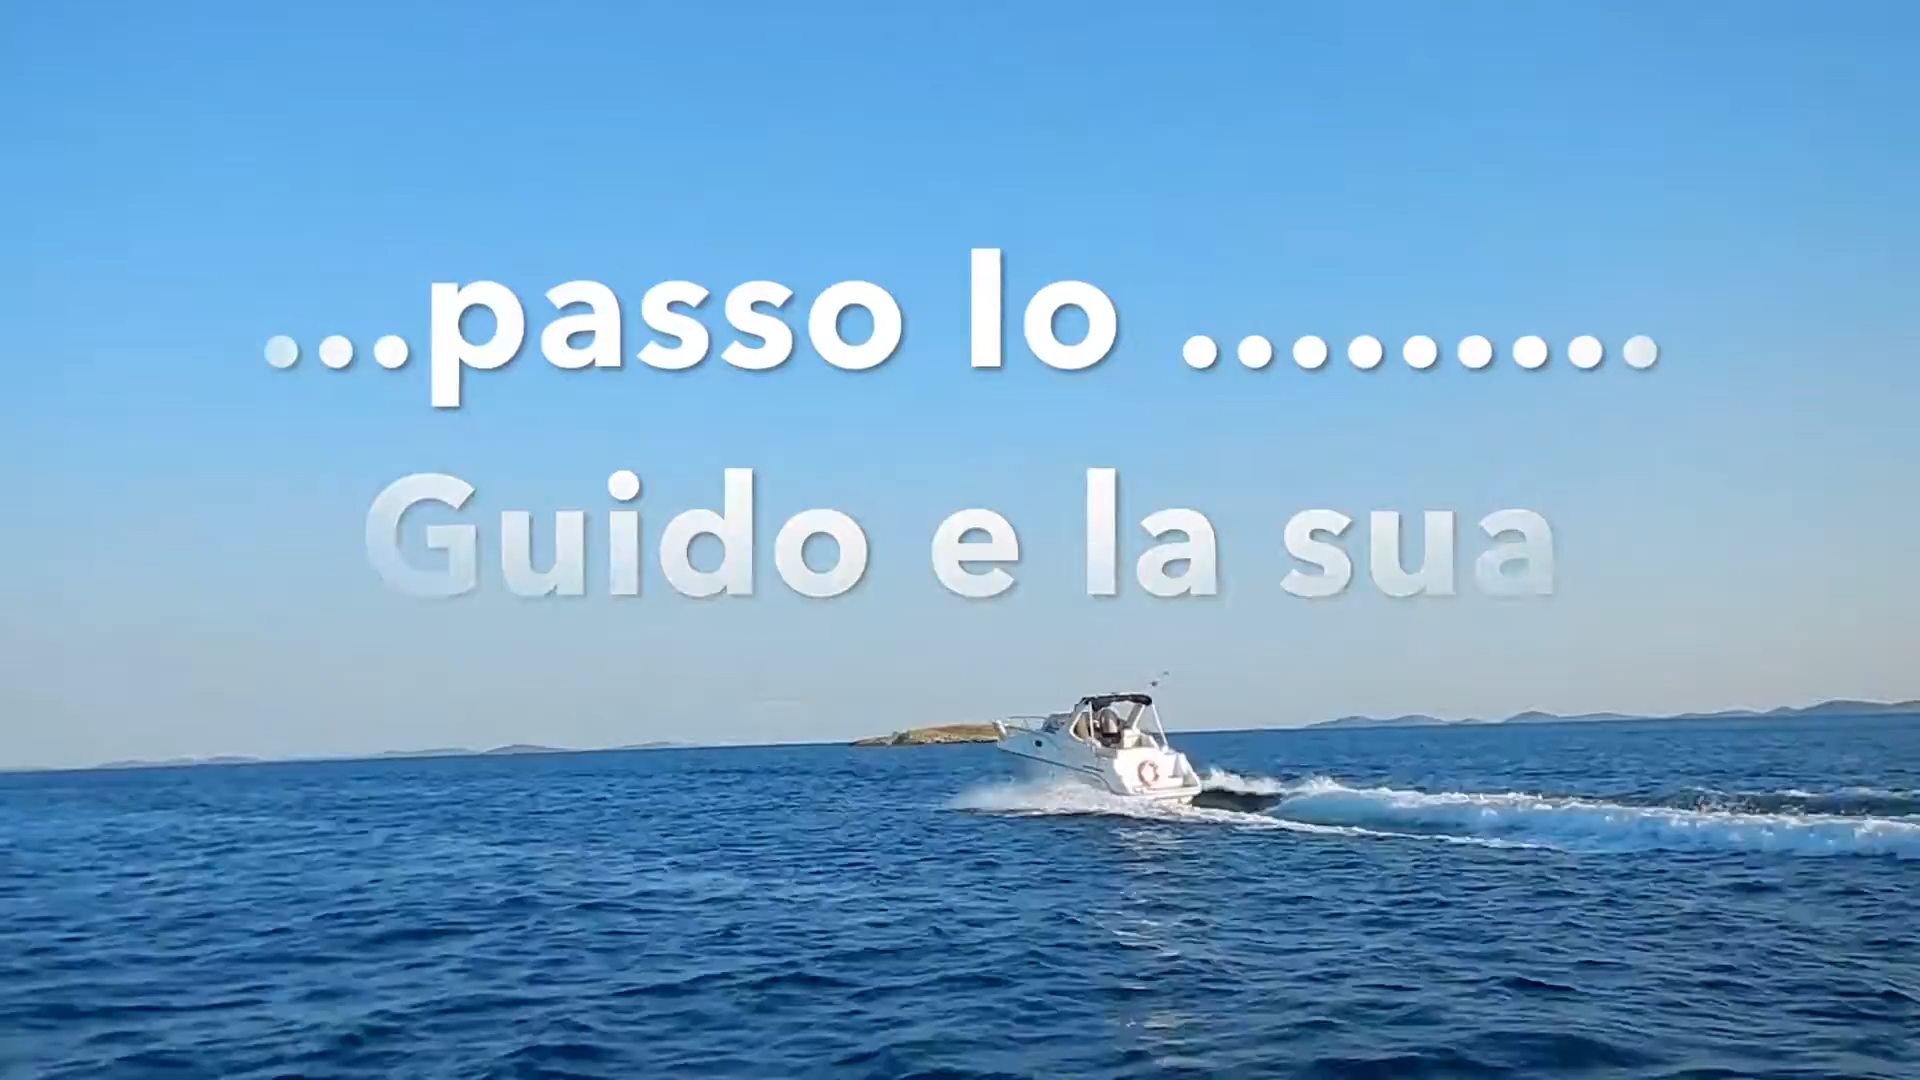 ...passo lo .........
Guido e la sua